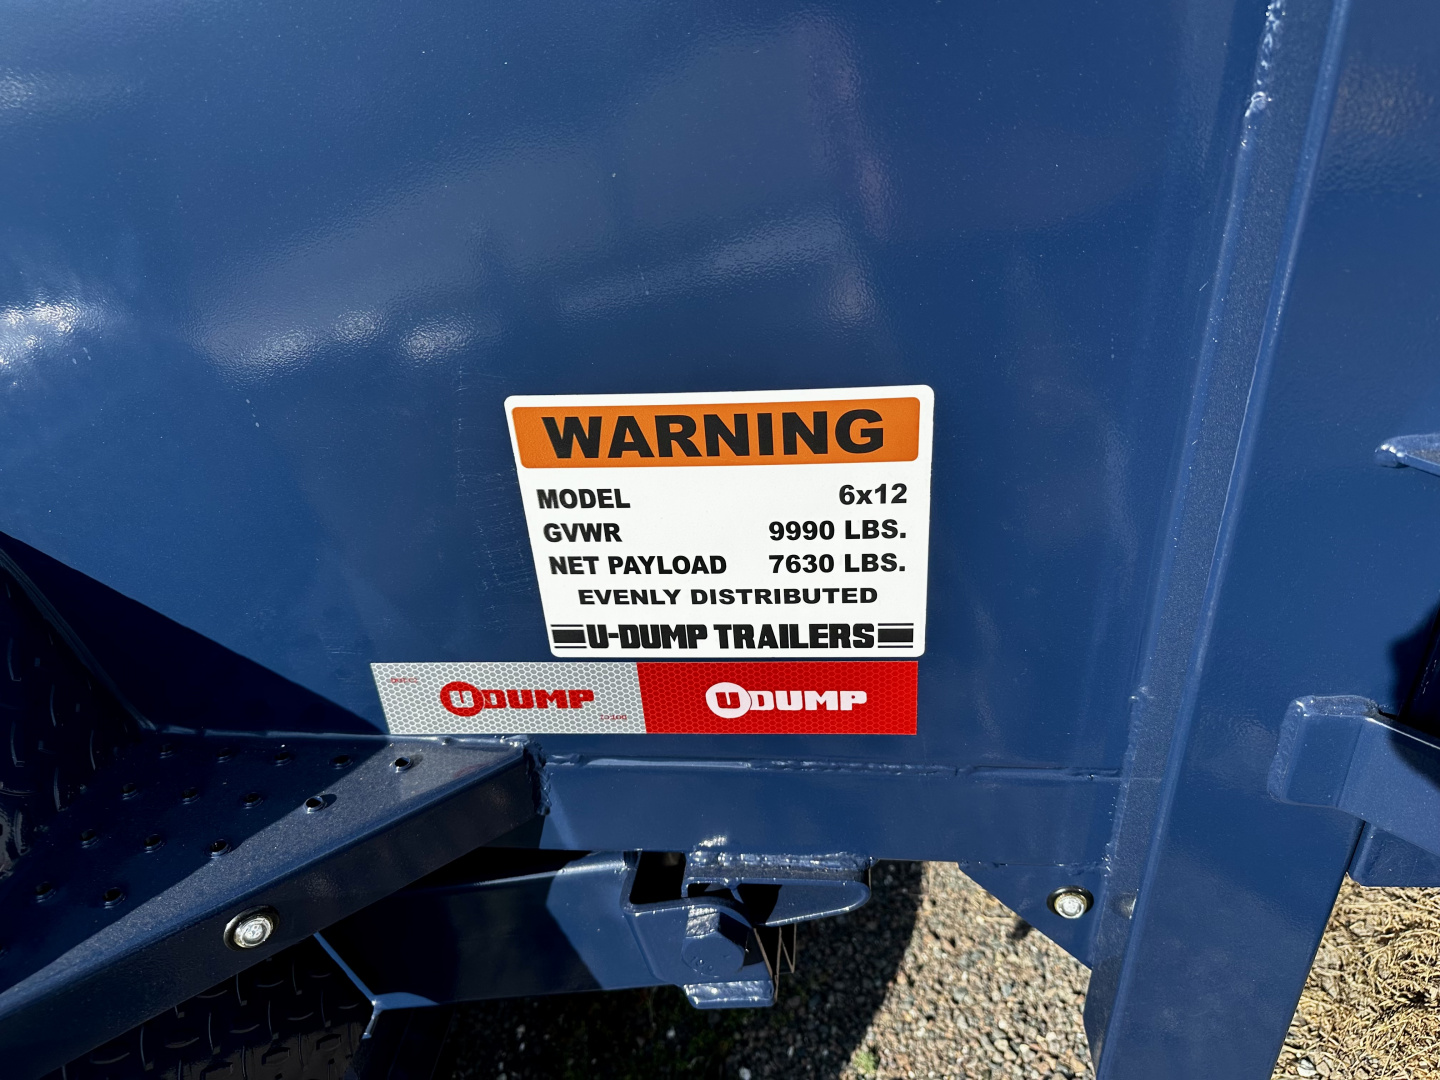 WARNING
MODEL 6x12
GVWR 9990 LBS.
NET PAYLOAD 7630 LBS.
EVENLY DISTRIBUTED
U-DUMP TRAILERS
UDUMP UDUMP